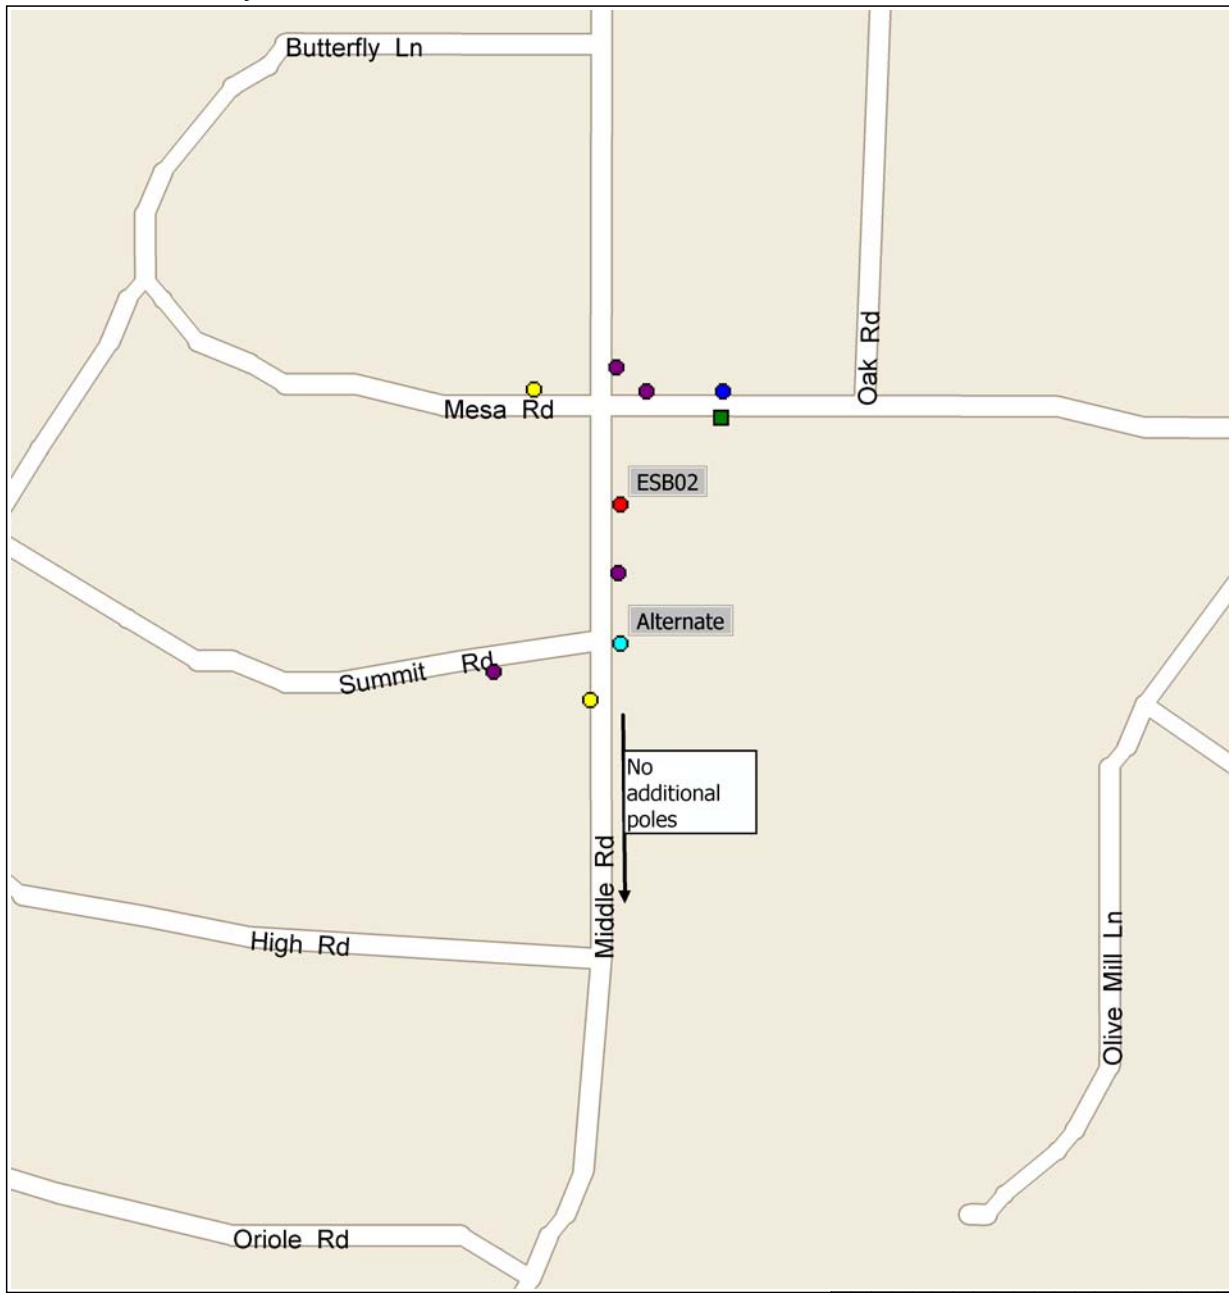 Butterfly Ln
Oak Rd
Mesa Rd
ESB02
Alternate
Summit Rd
No
additional
poles
Middle Rd
High Rd
Olive Mill Ln
Oriole Rd